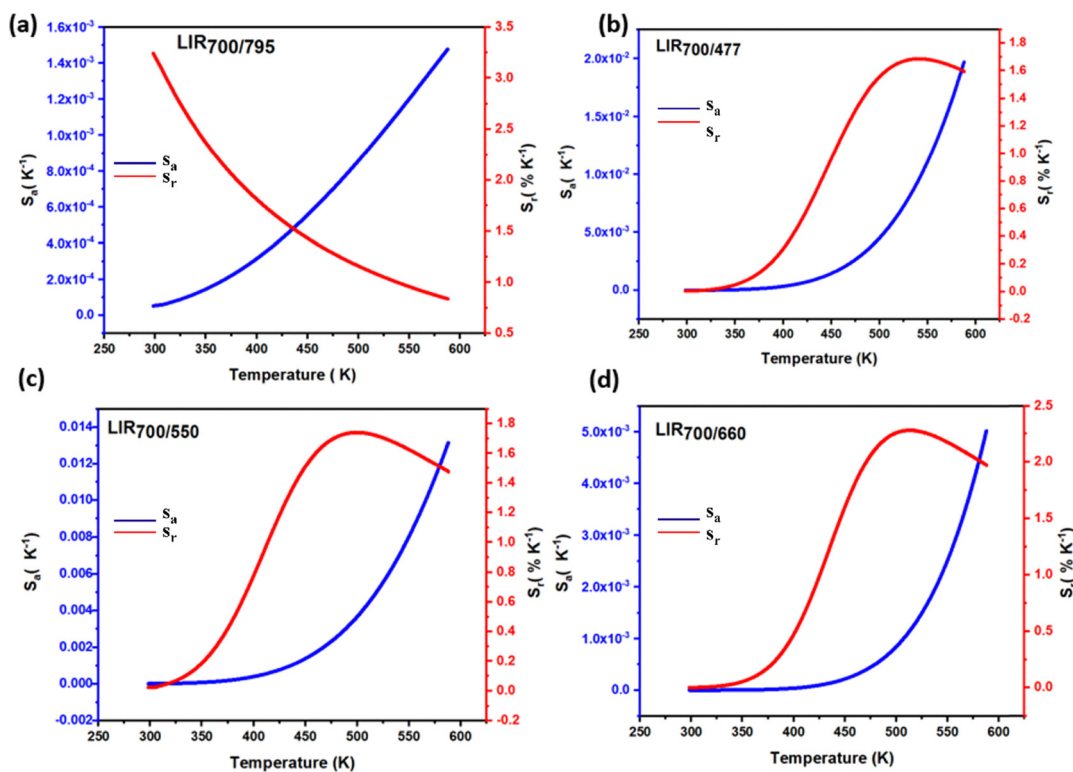 (a)
LIR700/795
Sa( K-1)
1.6x10-3
1.4x10-3
1.2x10-3
1.0x10-3
8.0x10-4
6.0x10-4
4.0x10-4
2.0x10-4
0.0
Sa
Sr
3.5
3.0
2.5
2.0
1.5
1.0
0.5
Sr( % K-1)
250 300 350 400 450 500 550 600
Temperature ( K)
(b)
LIR700/477
Sa( K-1)
2.0x10-2
1.5x10-2
1.0x10-2
5.0x10-3
0.0
Sa
Sr
1.8
1.6
1.4
1.2
1.0
0.8
0.6
0.4
0.2
0.0
-0.2
Sr( % K-1)
250 300 350 400 450 500 550 600
Temperature (K)
(c)
LIR700/550
Sa( K-1)
0.014
0.012
0.010
0.008
0.006
0.004
0.002
0.000
-0.002
Sa
Sr
1.8
1.6
1.4
1.2
1.0
0.8
0.6
0.4
0.2
0.0
-0.2
Sr( % K-1)
250 300 350 400 450 500 550 600
Temperature (K)
(d)
LIR700/660
Sa( K-1)
5.0x10-3
4.0x10-3
3.0x10-3
2.0x10-3
1.0x10-3
0.0
Sa
Sr
2.5
2.0
1.5
1.0
0.5
0.0
S( % K-1)
250 300 350 400 450 500 550 600
Temperature (K)